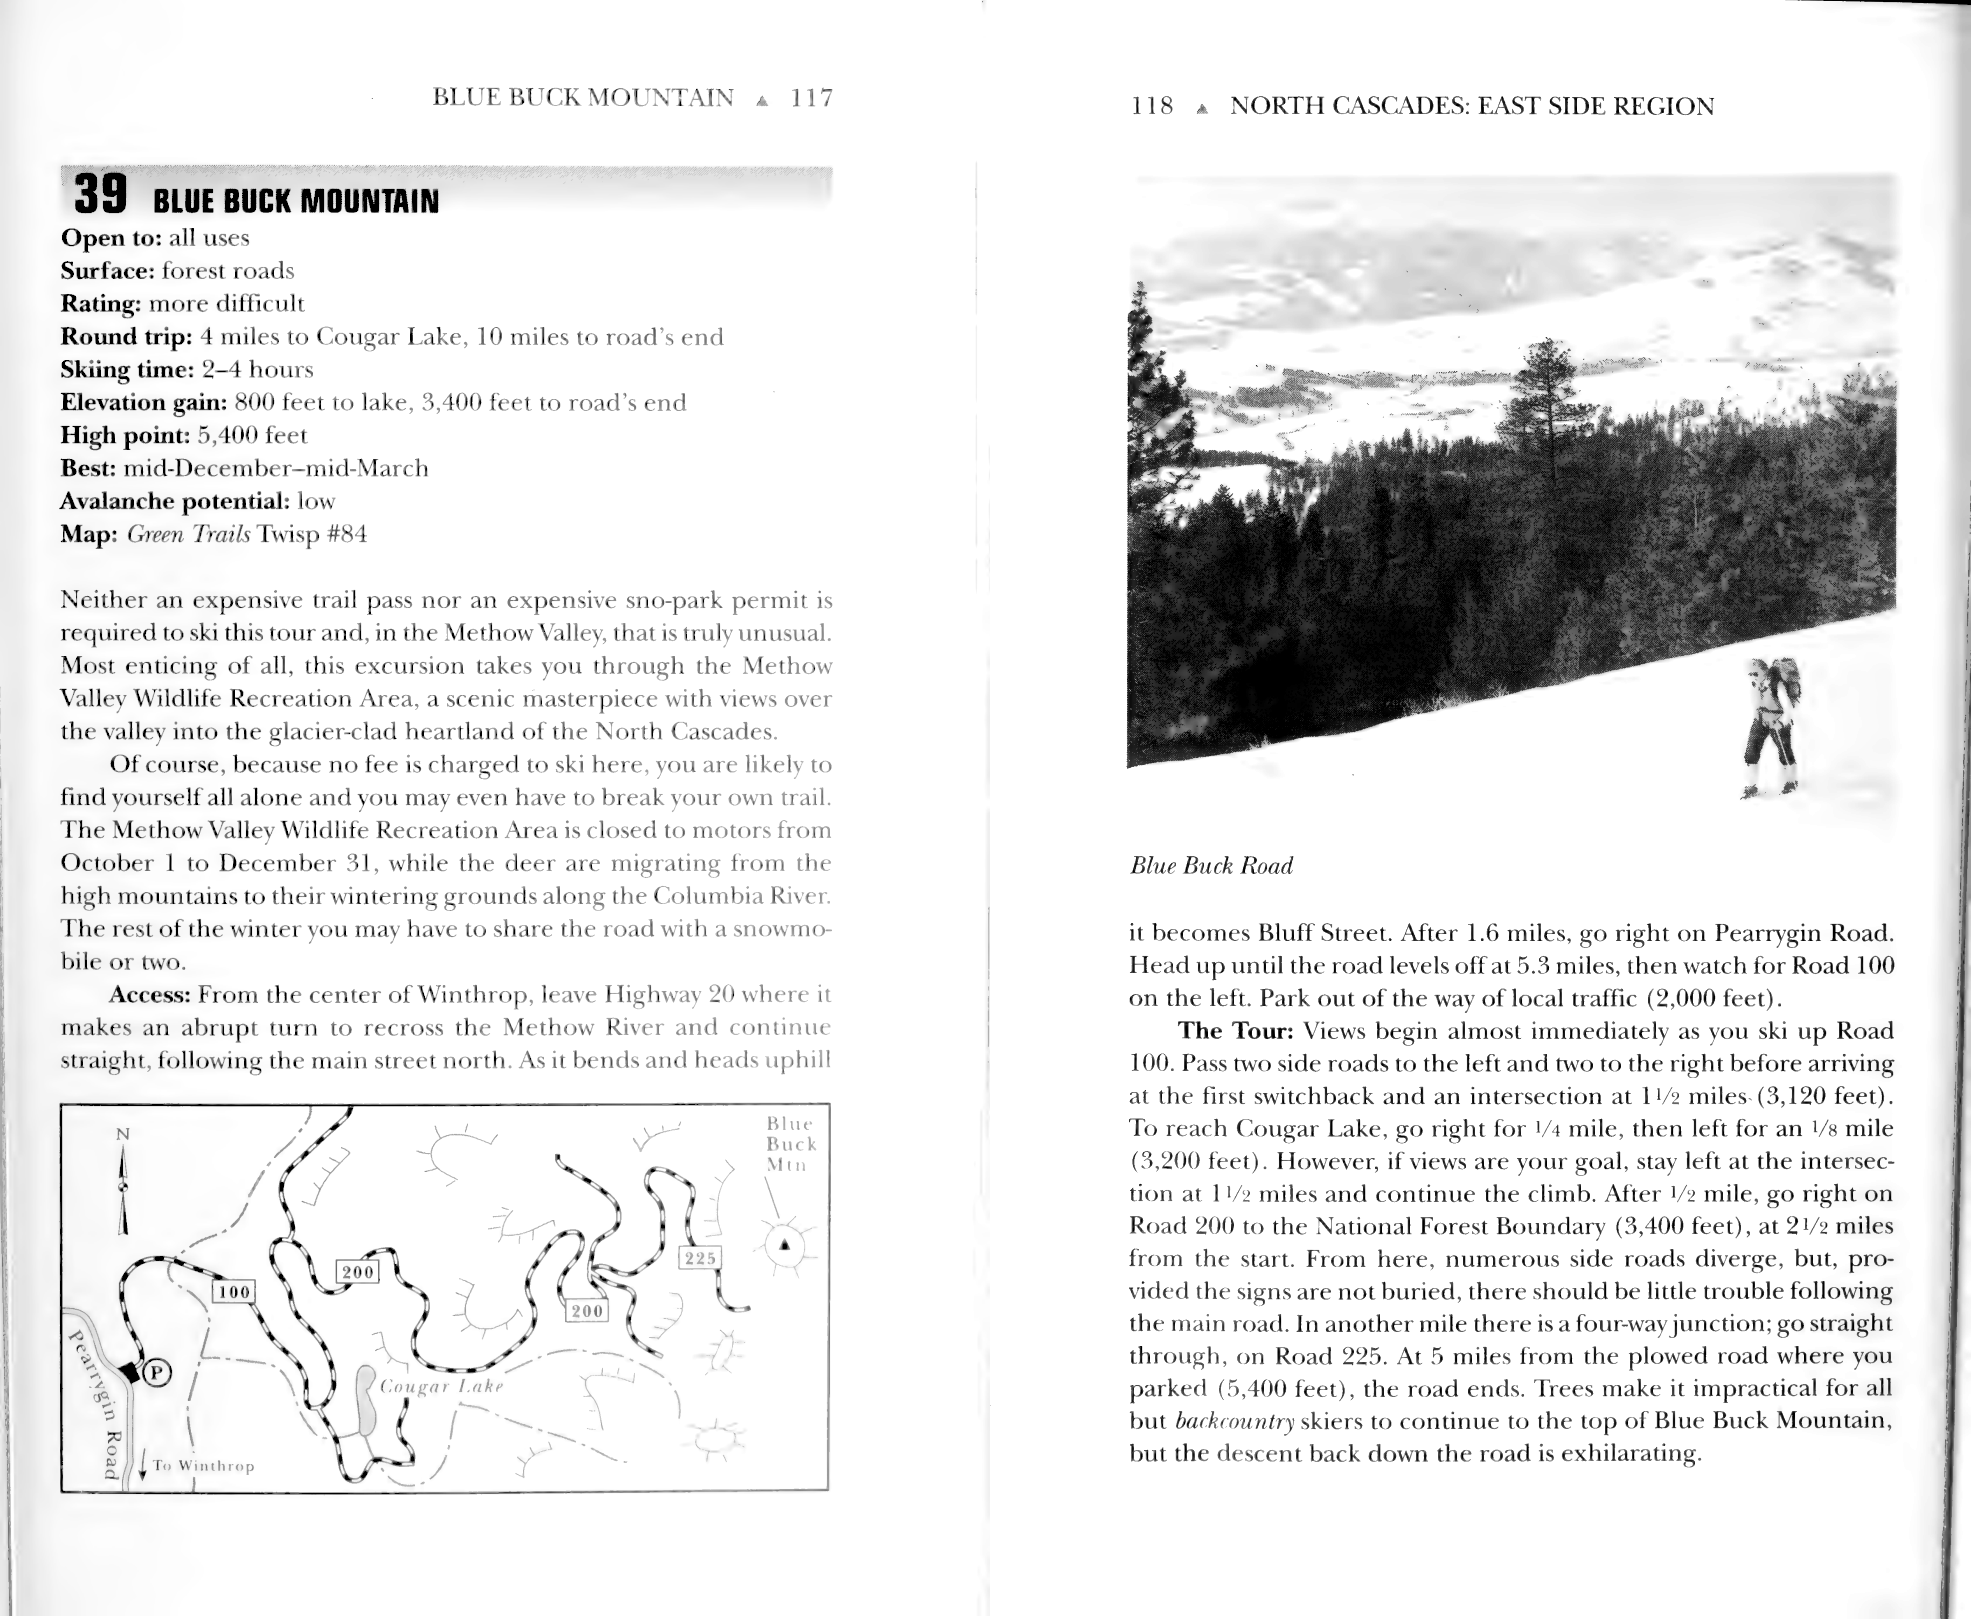 BLUE BUCK MOUNTAIN ▲ 117
39 BLUE BUCK MOUNTAIN
Open to: all uses
Surface: forest roads
Rating: more difficult
Round trip: 4 miles to Cougar Lake, 10 miles to road's end
Skiing time: 2–4 hours
Elevation gain: 800 feet to lake, 3,400 feet to road's end
High point: 5,400 feet
Best: mid-December–mid-March
Avalanche potential: low
Map: Green Trails Twisp #84
Neither an expensive trail pass nor an expensive sno-park permit is
required to ski this tour and, in the Methow Valley, that is truly unusual.
Most enticing of all, this excursion takes you through the Methow
Valley Wildlife Recreation Area, a scenic masterpiece with views over
the valley into the glacier-clad heartland of the North Cascades.
Of course, because no fee is charged to ski here, you are likely to
find yourself all alone and you may even have to break your own trail.
The Methow Valley Wildlife Recreation Area is closed to motors from
October 1 to December 31, while the deer are migrating from the
high mountains to their wintering grounds along the Columbia River.
The rest of the winter you may have to share the road with a snowmo-
bile or two.
Access: From the center of Winthrop, leave Highway 20 where it
makes an abrupt turn to recross the Methow River and continue
straight, following the main street north. As it bends and heads uphill
N
Blue
Buck
Mtn
200
225
100
200
P
Pearrygin Road
Cougar Lake
To Winthrop
118 ▲ NORTH CASCADES: EAST SIDE REGION
Blue Buck Road
it becomes Bluff Street. After 1.6 miles, go right on Pearrygin Road.
Head up until the road levels off at 5.3 miles, then watch for Road 100
on the left. Park out of the way of local traffic (2,000 feet).
The Tour: Views begin almost immediately as you ski up Road
100. Pass two side roads to the left and two to the right before arriving
at the first switchback and an intersection at 1 1/2 miles (3,120 feet).
To reach Cougar Lake, go right for 1/4 mile, then left for an 1/8 mile
(3,200 feet). However, if views are your goal, stay left at the intersec-
tion at 1 1/2 miles and continue the climb. After 1/2 mile, go right on
Road 200 to the National Forest Boundary (3,400 feet), at 2 1/2 miles
from the start. From here, numerous side roads diverge, but, pro-
vided the signs are not buried, there should be little trouble following
the main road. In another mile there is a four-way junction; go straight
through, on Road 225. At 5 miles from the plowed road where you
parked (5,400 feet), the road ends. Trees make it impractical for all
but backcountry skiers to continue to the top of Blue Buck Mountain,
but the descent back down the road is exhilarating.